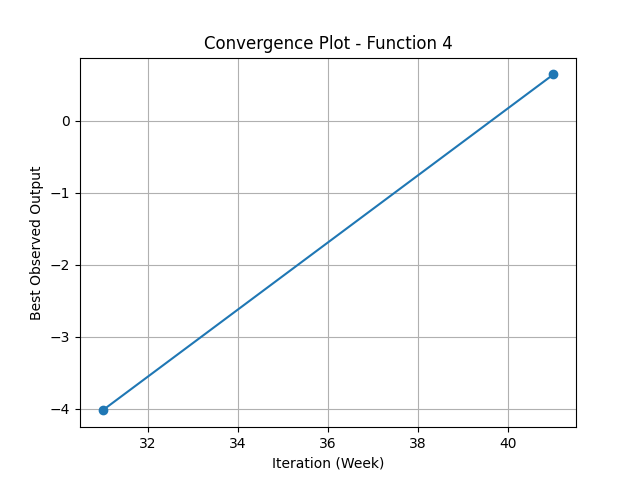 Convergence Plot - Function 4
Best Observed Output
0
−1
−2
−3
−4
32 34 36 38 40
Iteration (Week)